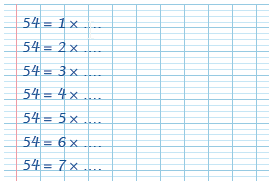 54 = 1 × ....
54 = 2 × ....
54 = 3 × ....
54 = 4 × ....
54 = 5 × ....
54 = 6 × ....
54 = 7 × ....